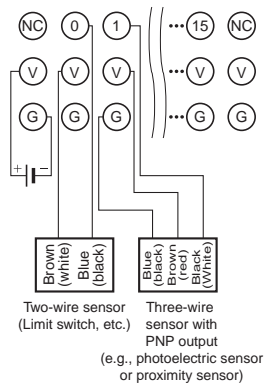 NC 0 1 ••• 15 NC
V V V ••• V V
G G G ••• G G
+ −
Brown
(white)
Blue
(black)
Blue
(black)
Brown
(red)
Black
(White)
Two-wire sensor
(Limit switch, etc.)
Three-wire
sensor with
PNP output
(e.g., photoelectric sensor
or proximity sensor)